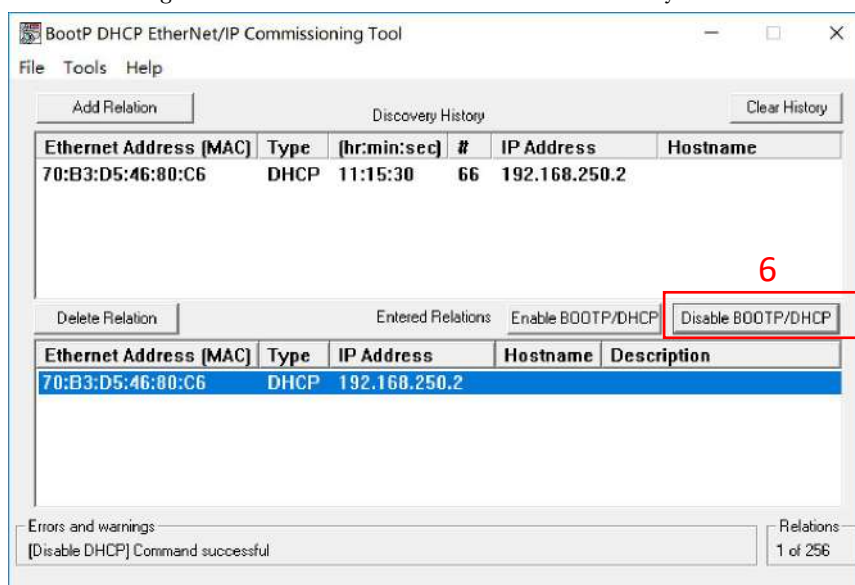 BootP DHCP EtherNet/IP Commissioning Tool
File Tools Help
Add Relation Discovery History Clear History
Ethernet Address (MAC) Type (hr:min:sec) # IP Address Hostname
70:B3:D5:46:80:C6 DHCP 11:15:30 66 192.168.250.2
6
Delete Relation Entered Relations Enable BOOTP/DHCP Disable BOOTP/DHCP
Ethernet Address (MAC) Type IP Address Hostname Description
70:B3:D5:46:80:C6 DHCP 192.168.250.2
Errors and warnings Relations
[Disable DHCP] Command successful 1 of 256